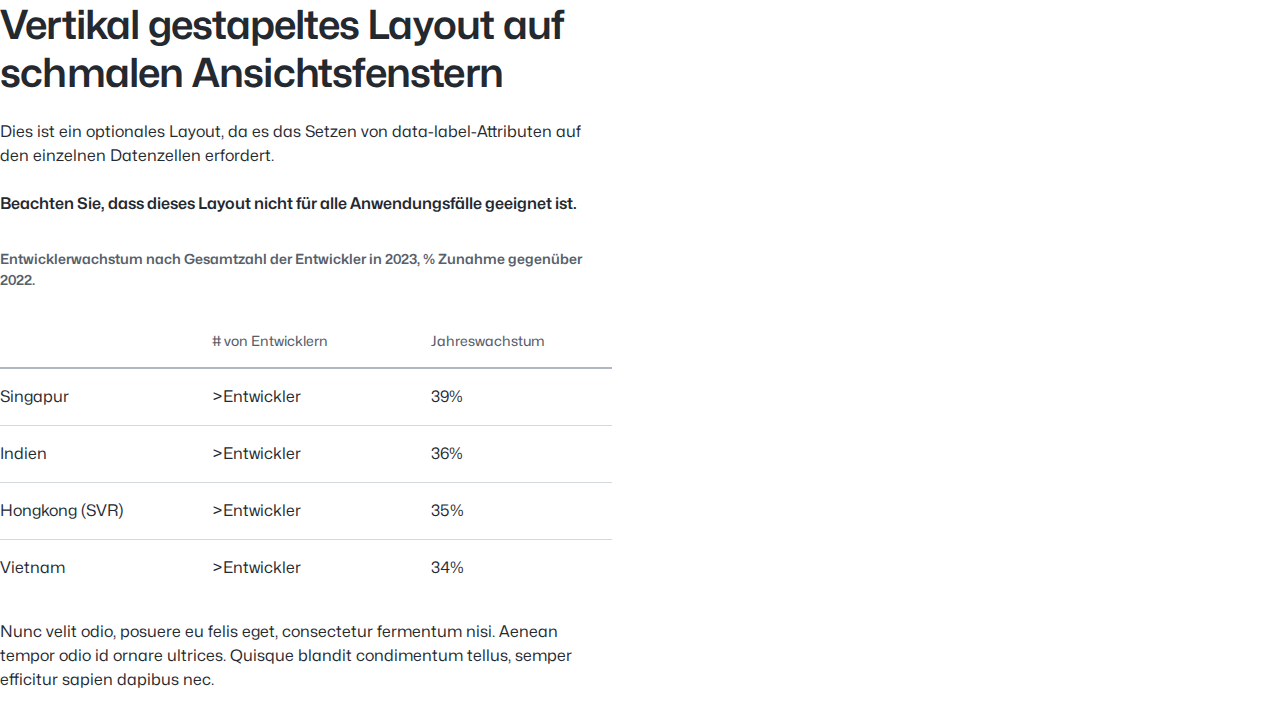 Vertikal gestapeltes Layout auf
schmalen Ansichtsfenstern
Dies ist ein optionales Layout, da es das Setzen von data-label-Attributen auf
den einzelnen Datenzellen erfordert.
Beachten Sie, dass dieses Layout nicht für alle Anwendungsfälle geeignet ist.
Entwicklerwachstum nach Gesamtzahl der Entwickler in 2023, % Zunahme gegenüber
2022.
# von Entwicklern Jahreswachstum
Singapur >Entwickler 39%
Indien >Entwickler 36%
Hongkong (SVR) >Entwickler 35%
Vietnam >Entwickler 34%
Nunc velit odio, posuere eu felis eget, consectetur fermentum nisi. Aenean
tempor odio id ornare ultrices. Quisque blandit condimentum tellus, semper
efficitur sapien dapibus nec.